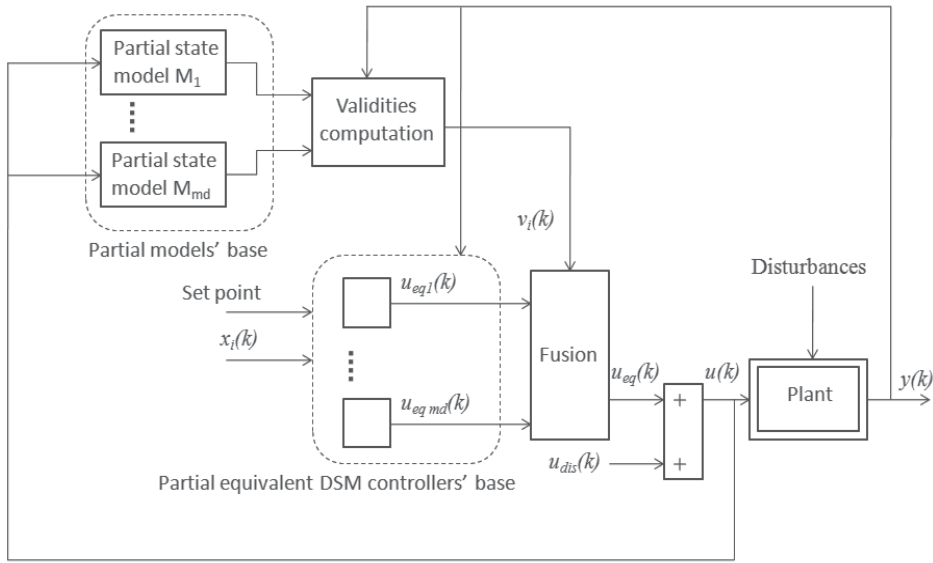 Partial state
model M1
Partial state
model Mmd
Partial models' base
Validities
computation
vi(k)
Set point
xi(k)
ueq1(k)
ueq md(k)
Partial equivalent DSM controllers' base
Fusion
ueq(k)
udis(k)
+
+
u(k)
Disturbances
Plant
y(k)